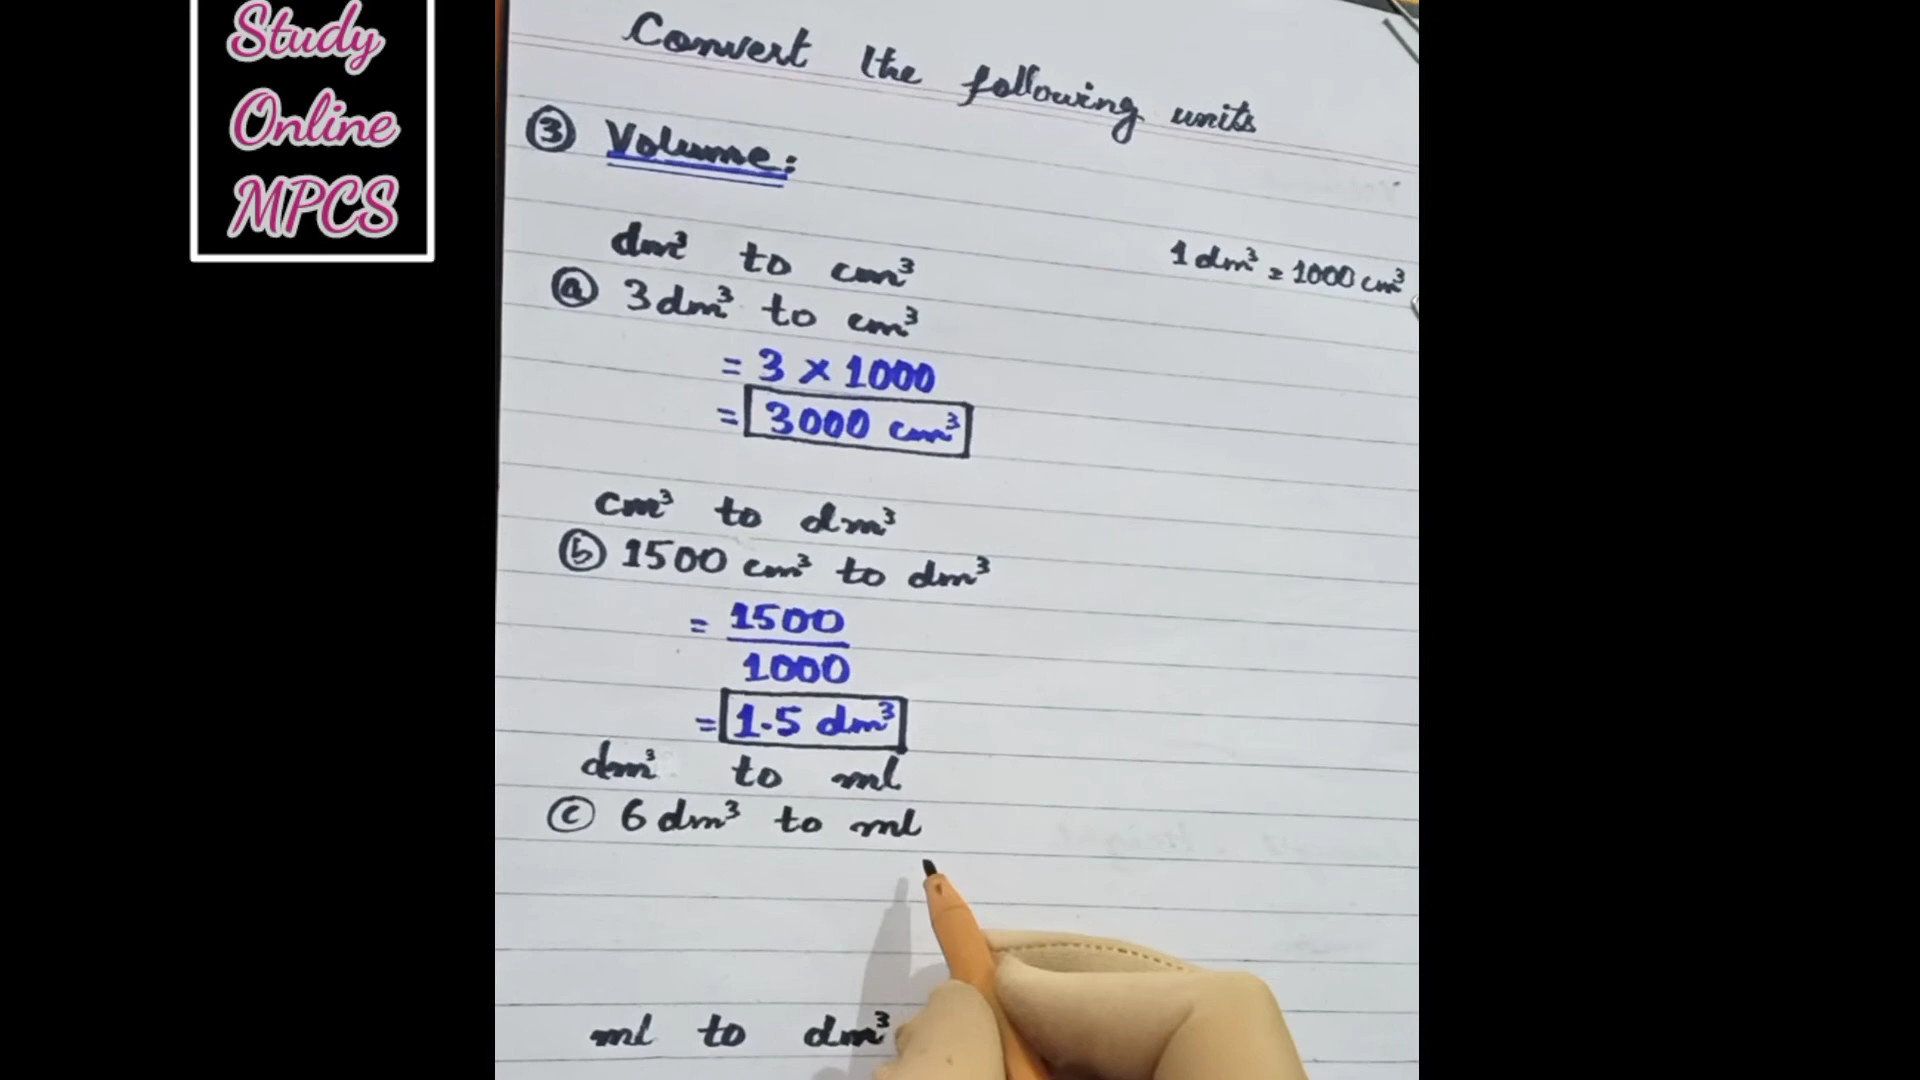 Study
Online
MPCS
Convert the following units
③ Volume:
dm³ to cm³
1 dm³ = 1000 cm³
ⓐ 3 dm³ to cm³
= 3 × 1000
= 3000 cm³
cm³ to dm³
ⓑ 1500 cm³ to dm³
= 1500
1000
= 1.5 dm³
dm³ to ml
ⓒ 6 dm³ to ml
ml to dm³